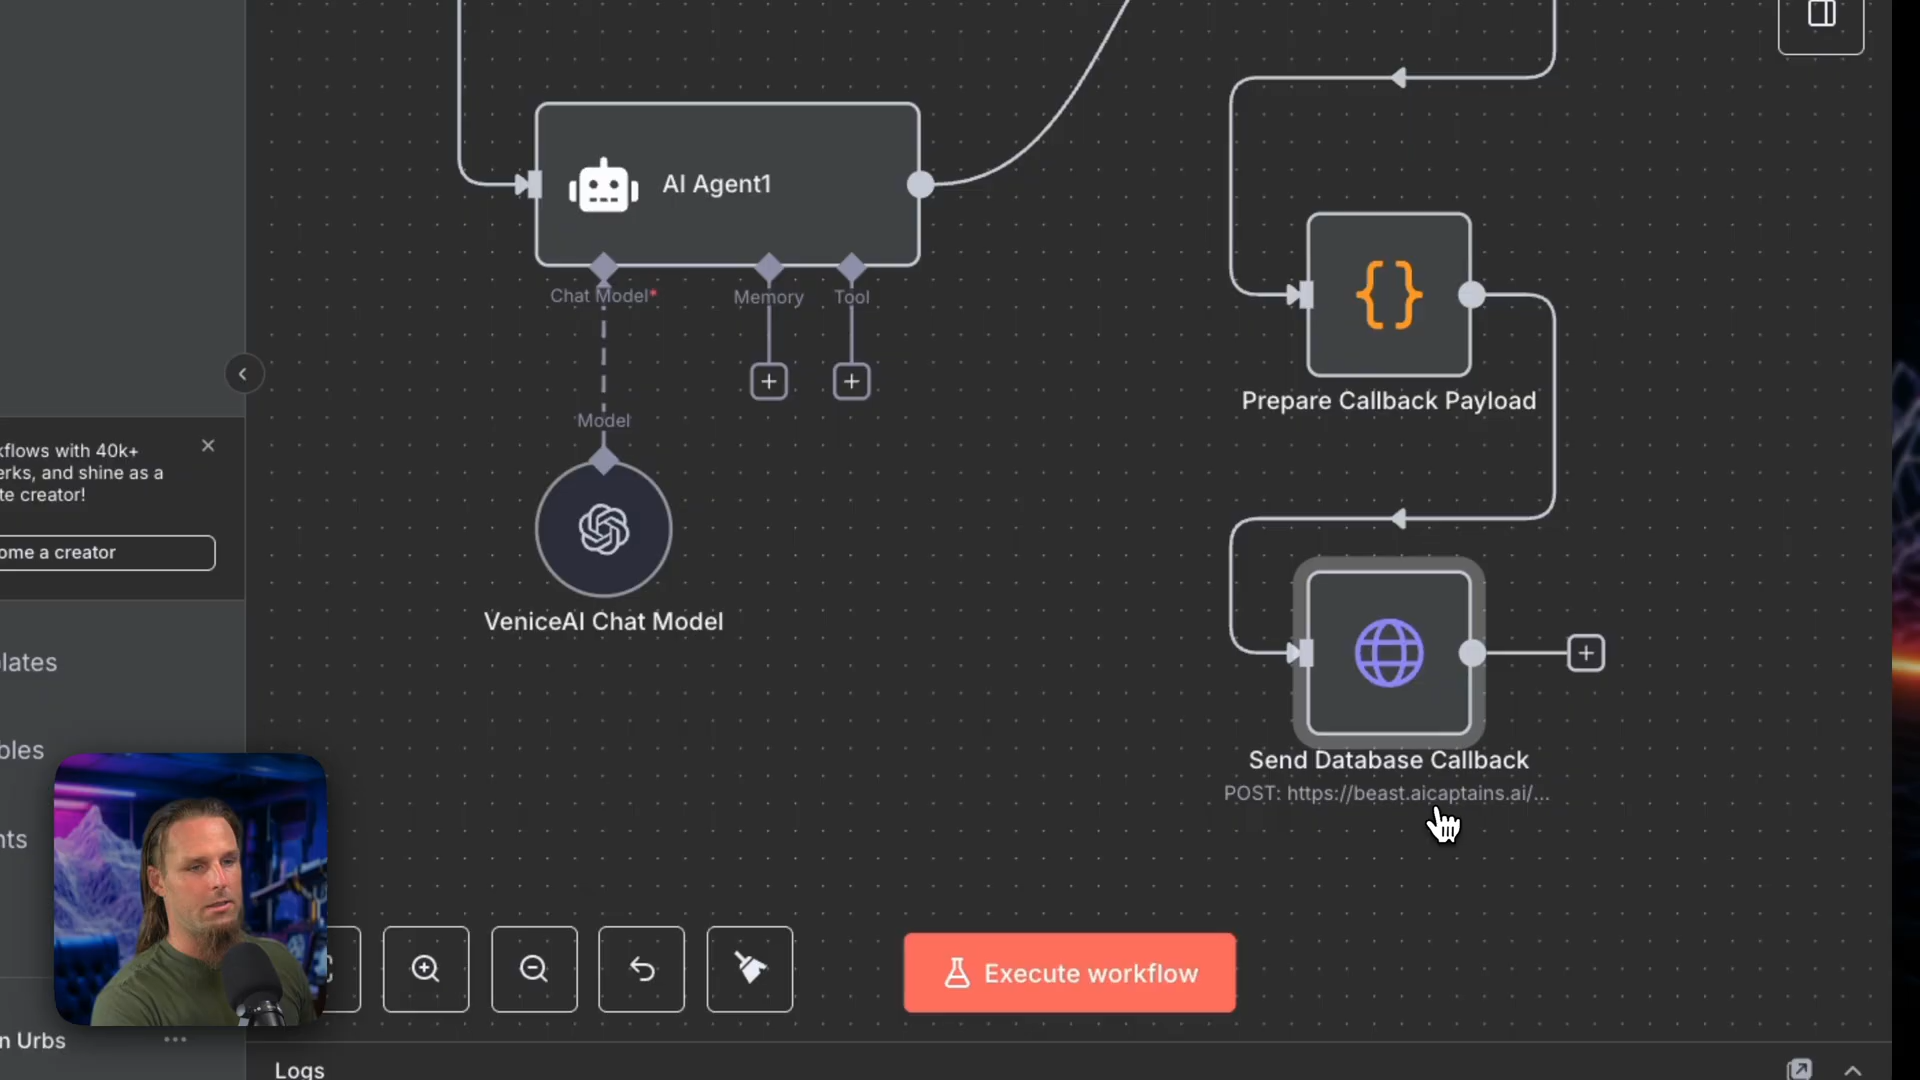 AI Agent1
Chat Model*
Memory
Tool
Model
VeniceAI Chat Model
Prepare Callback Payload
Send Database Callback
POST: https://beast.aicaptains.ai/...
kflows with 40k+
erks, and shine as a
te creator!
ome a creator
lates
bles
nts
n Urbs
...
Execute workflow
Logs